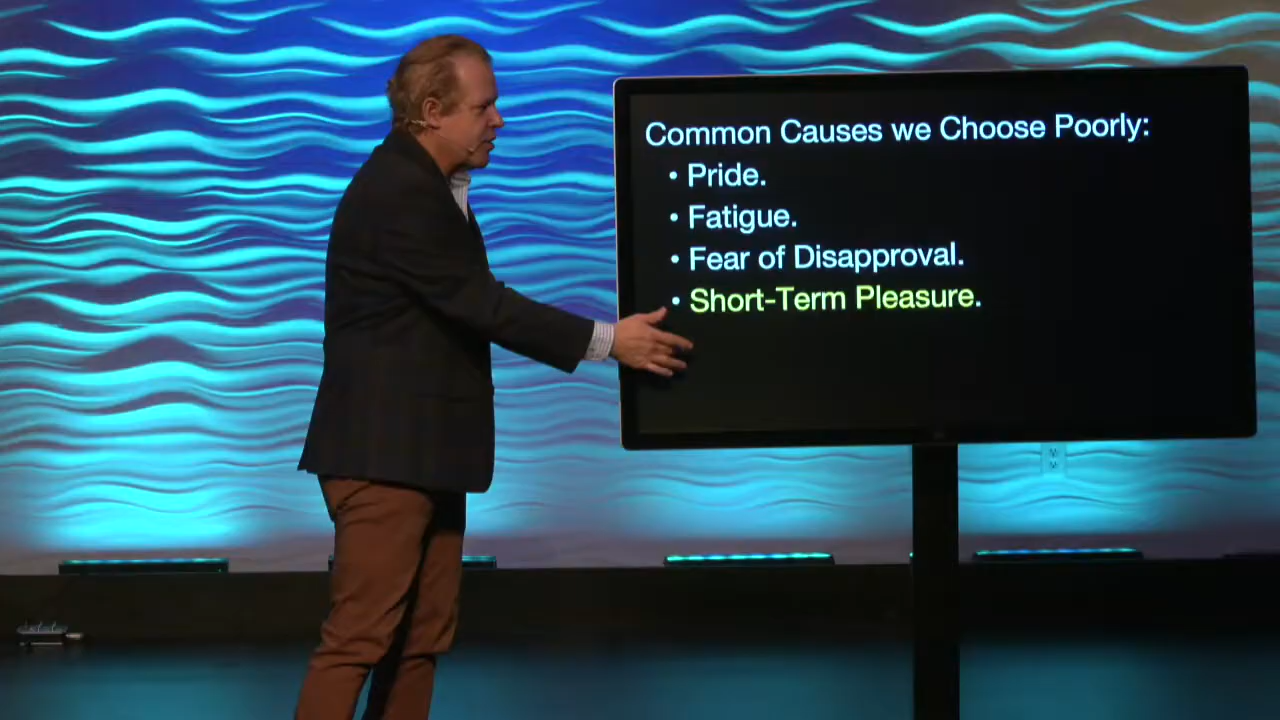 Common Causes we Choose Poorly:
• Pride.
• Fatigue.
• Fear of Disapproval.
• Short-Term Pleasure.